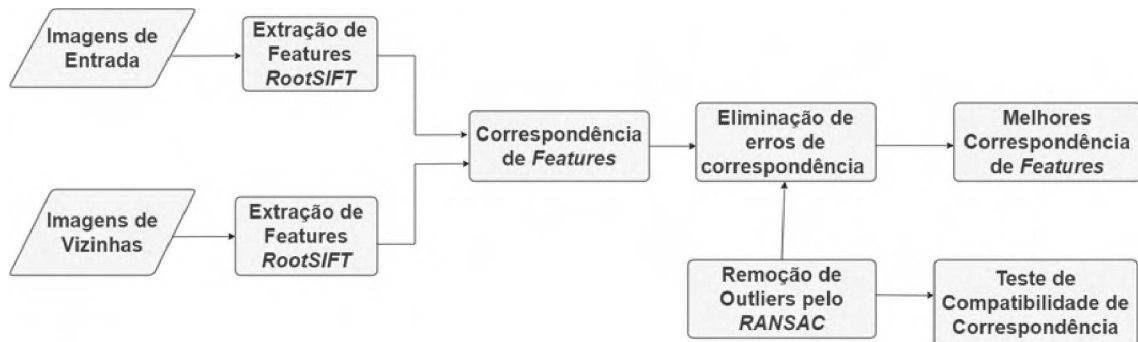 Imagens de
Entrada
Extração de
Features
RootSIFT
Imagens de
Vizinhas
Extração de
Features
RootSIFT
Correspondência
de Features
Eliminação de
erros de
correspondência
Melhores
Correspondência
de Features
Remoção de
Outliers pelo
RANSAC
Teste de
Compatibilidade de
Correspondência